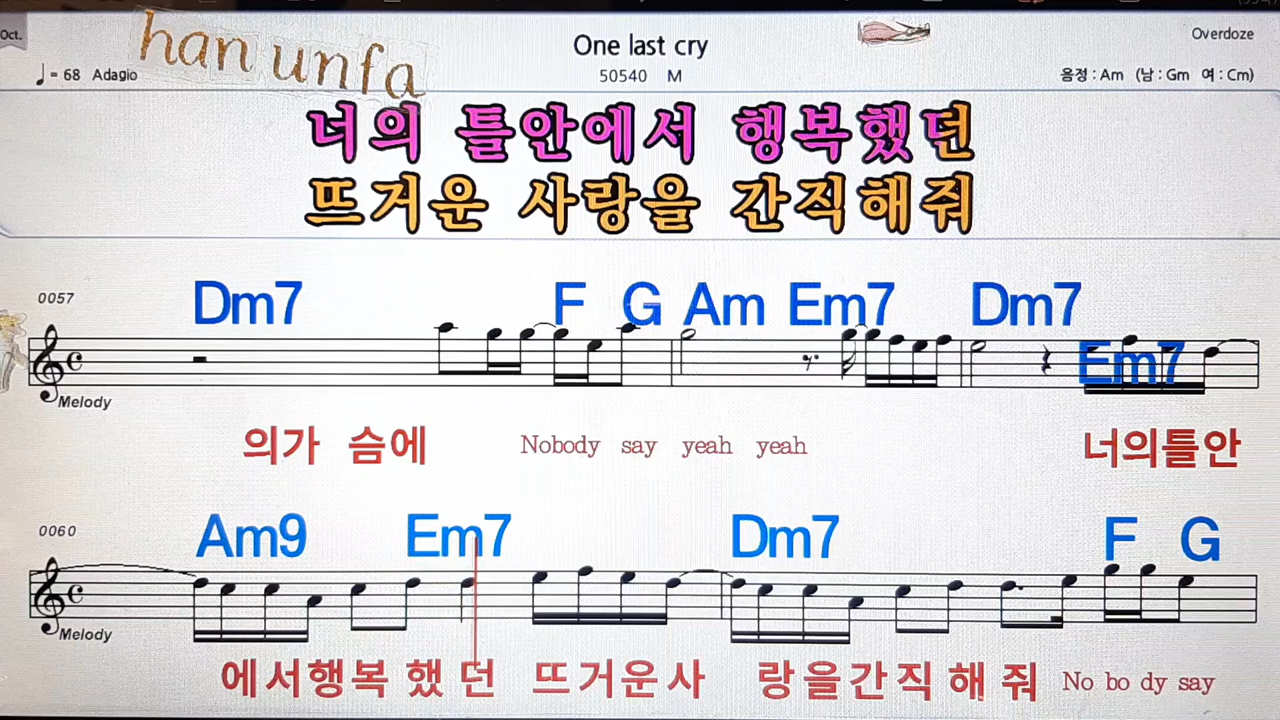 Oct.
han unfa
One last cry
Overdoze
= 68 Adagio
50540 M
음정 : Am (남 : Gm 여 : Cm)
너의 틀안에서 행복했던
뜨거운 사랑을 간직해줘
0057
Dm7 F G Am Em7 Dm7 Em7
Melody
의가 슴에 Nobody say yeah yeah 너의틀안
0060
Am9 Em7 Dm7 F G
Melody
에서행복 했 던 뜨거운사 랑을간직 해 줘 No bo dy say